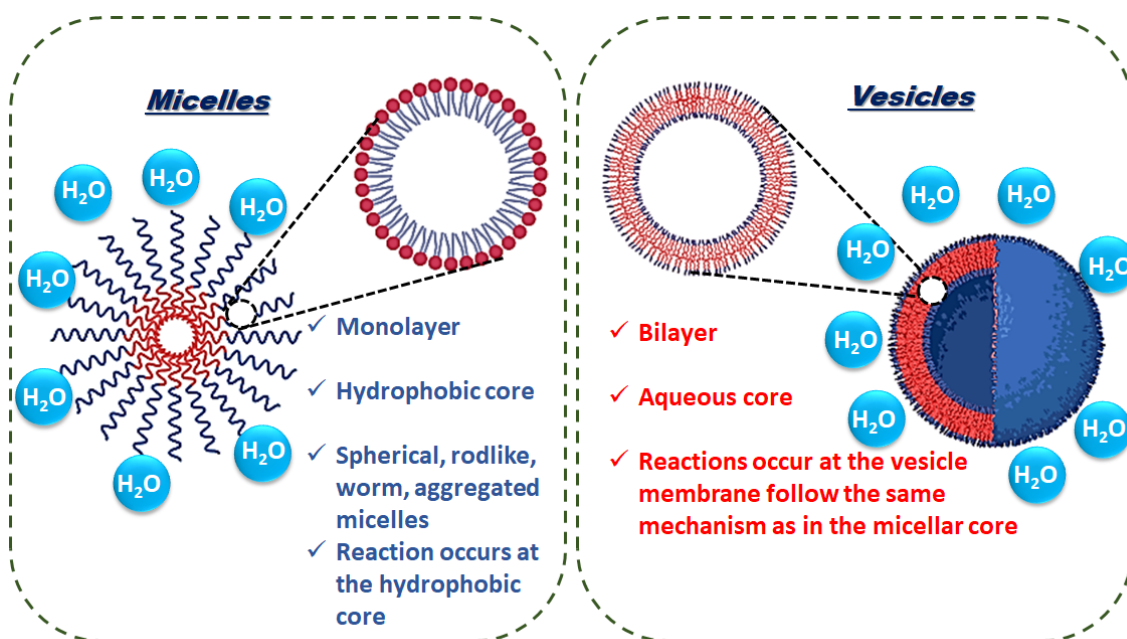 Micelles
H₂O
H₂O
H₂O
H₂O
H₂O
H₂O
H₂O
✓ Monolayer
✓ Hydrophobic core
✓ Spherical, rodlike,
worm, aggregated
micelles
✓ Reaction occurs at
the hydrophobic
core
Vesicles
H₂O
H₂O
H₂O
H₂O
H₂O
H₂O
H₂O
H₂O
✓ Bilayer
✓ Aqueous core
✓ Reactions occur at the vesicle
membrane follow the same
mechanism as in the micellar core